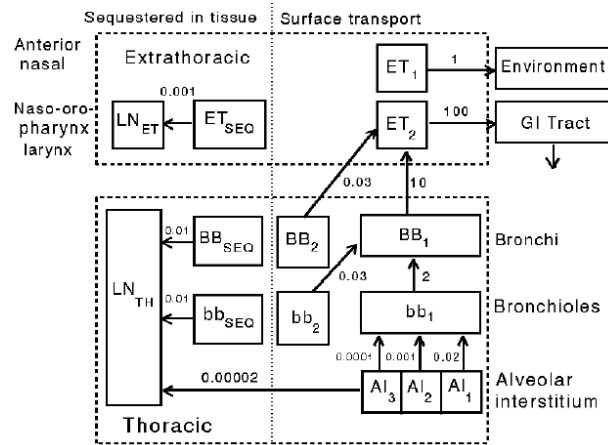 Sequestered in tissue
Surface transport
Anterior
nasal
Extrathoracic
ET1
1
Environment
Naso-oro-
pharynx
larynx
LNET
0.001
ETSEQ
ET2
100
GI Tract
0.03
10
LNTH
0.01
BBSEQ
BB2
BB1
Bronchi
0.03
2
0.01
bbSEQ
bb2
bb1
Bronchioles
0.0001
0.001
0.02
0.00002
AI3
AI2
AI1
Alveolar
interstitium
Thoracic